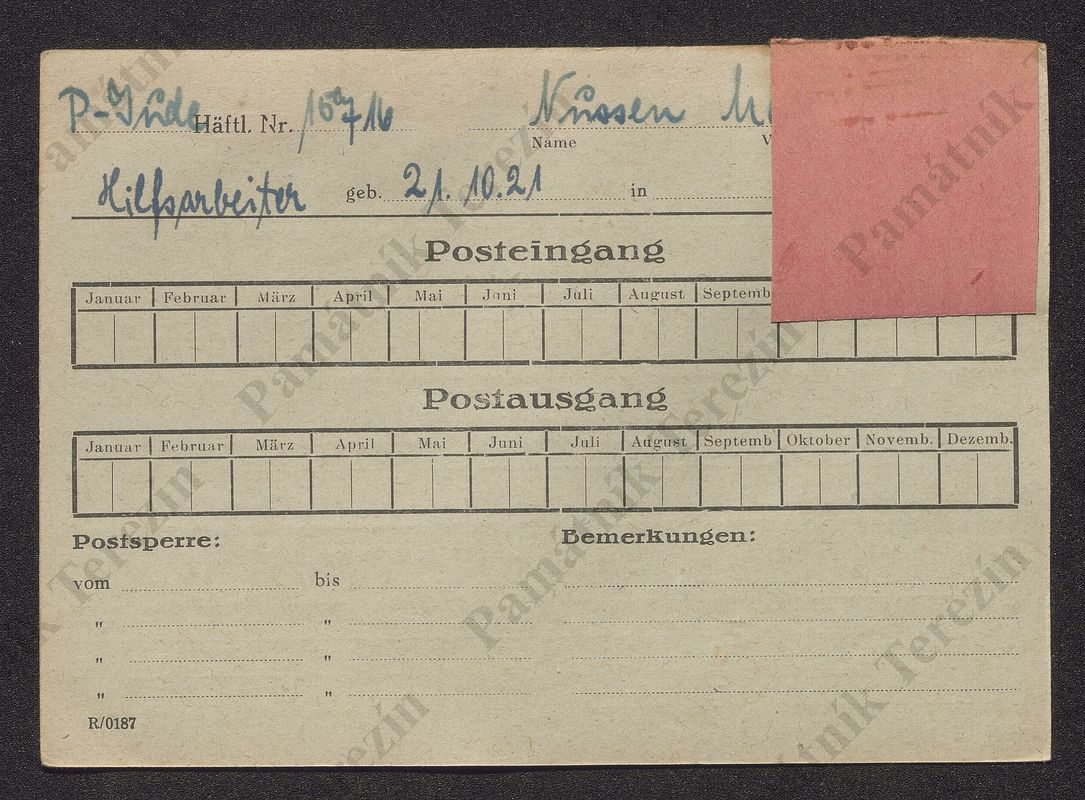 P-Jude Häftl. Nr. Nussen
Name
Hilfsarbeiter geb. 21.10.21 in
Posteingang
Januar Februar März April Mai Juni Juli August Septemb
Postausgang
Januar Februar März April Mai Juni Juli August Septemb Oktober Novemb. Dezemb.
Postsperre: Bemerkungen:
vom bis
" "
" "
" "
R/0187
Památník Terezín